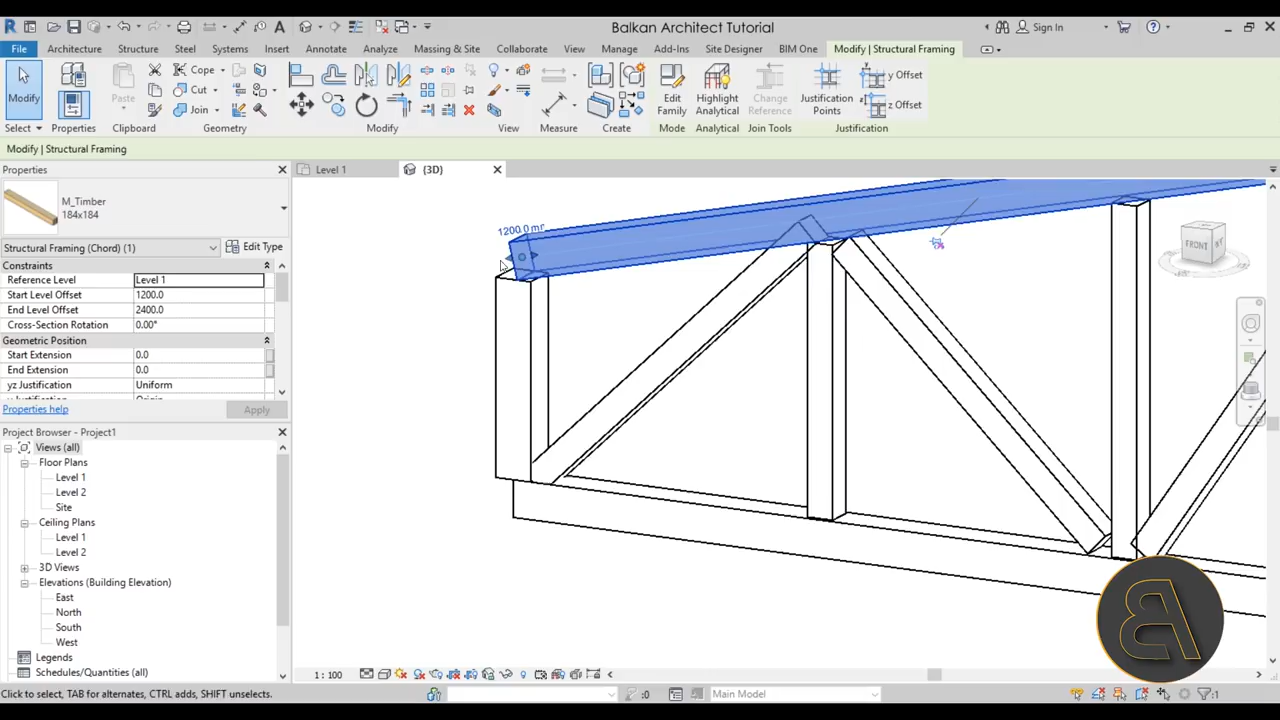 Balkan Architect Tutorial
Sign In
File
Architecture
Structure
Steel
Systems
Insert
Annotate
Analyze
Massing & Site
Collaborate
View
Manage
Add-Ins
Site Designer
BIM One
Modify | Structural Framing
Modify
Paste
Cope
Cut
Join
Edit Family
Highlight Analytical
Change Reference
Justification Points
y Offset
z Offset
Select
Properties
Clipboard
Geometry
Modify
View
Measure
Create
Mode
Analytical
Join Tools
Justification
Modify | Structural Framing
Properties
Level 1
(3D)
M_Timber
184x184
Structural Framing (Chord) (1)
Edit Type
Constraints
Reference Level
Level 1
Start Level Offset
1200.0
End Level Offset
2400.0
Cross-Section Rotation
0.00°
Geometric Position
Start Extension
0.0
End Extension
0.0
yz Justification
Uniform
Properties help
Apply
Project Browser - Project1
Views (all)
Floor Plans
Level 1
Level 2
Site
Ceiling Plans
Level 1
Level 2
3D Views
Elevations (Building Elevation)
East
North
South
West
Legends
Schedules/Quantities (all)
FRONT
1 : 100
Click to select, TAB for alternates, CTRL adds, SHIFT unselects.
:0
Main Model
:1